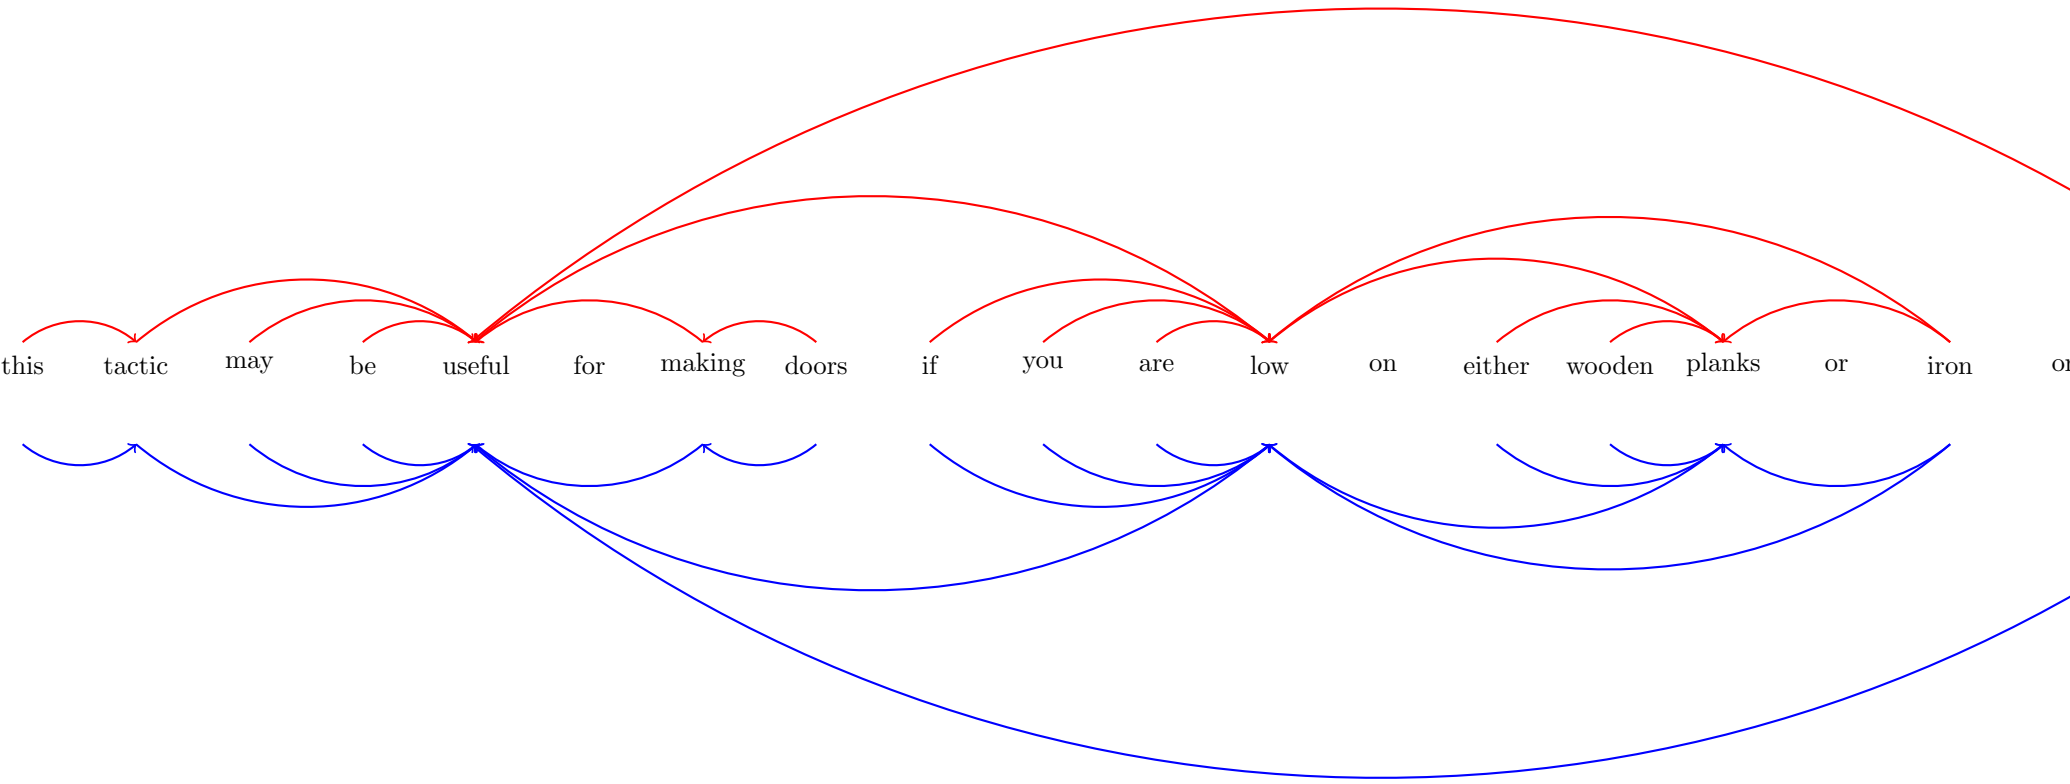 this tactic may be useful for making doors if you are low on either wooden planks or iron